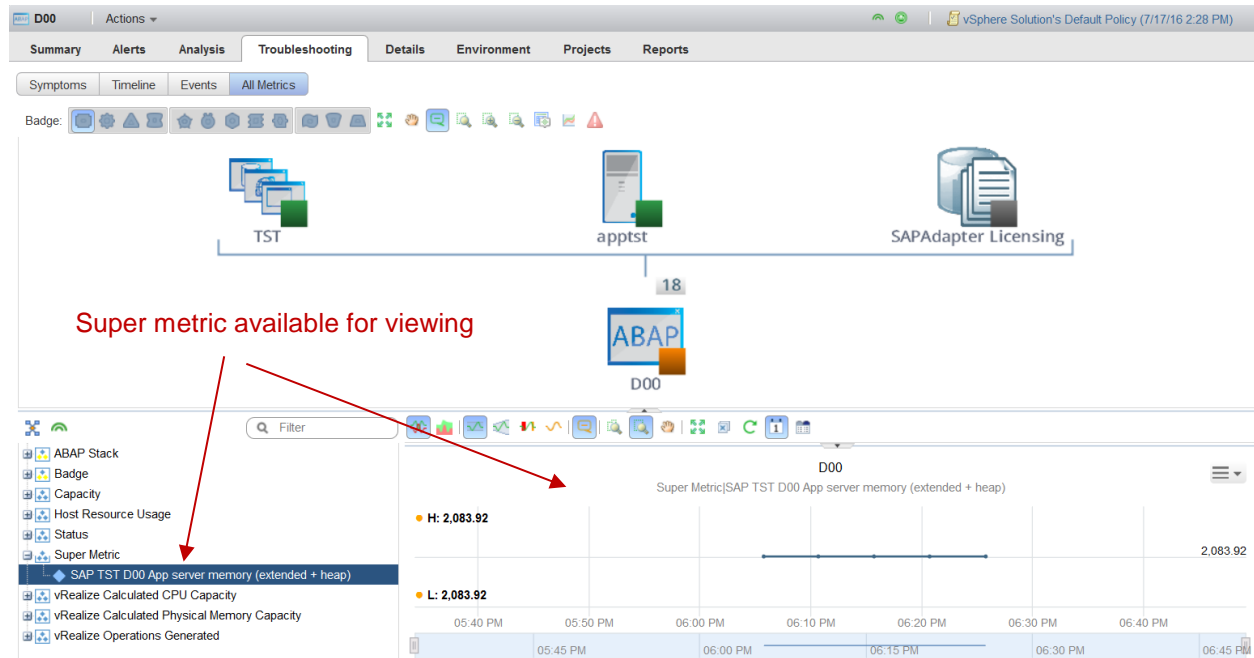 ABAP D00 Actions vSphere Solution's Default Policy (7/17/16 2:28 PM)
Summary Alerts Analysis Troubleshooting Details Environment Projects Reports
Symptoms Timeline Events All Metrics
Badge:
TST apptst SAPAdapter Licensing
18
Super metric available for viewing
ABAP
D00
Filter
1
ABAP Stack
Badge
Capacity
Host Resource Usage
Status
Super Metric
SAP TST D00 App server memory (extended + heap)
vRealize Calculated CPU Capacity
vRealize Calculated Physical Memory Capacity
vRealize Operations Generated
D00
Super Metric|SAP TST D00 App server memory (extended + heap)
H: 2,083.92
2,083.92
L: 2,083.92
05:40 PM 05:50 PM 06:00 PM 06:10 PM 06:20 PM 06:30 PM 06:40 PM
05:45 PM 06:00 PM 06:15 PM 06:30 PM 06:45 PM